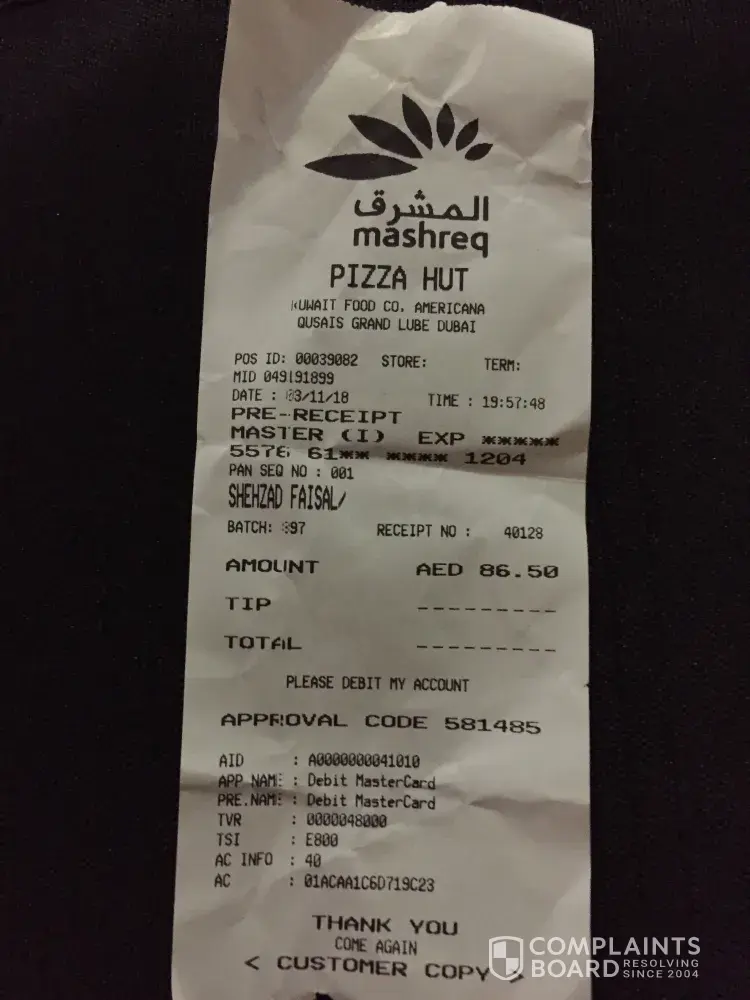 المشرق
mashreq
PIZZA HUT
KUWAIT FOOD CO. AMERICANA
QUSAIS GRAND LUBE DUBAI
POS ID: 00039082 STORE: TERM:
MID 049191899
DATE : 03/11/18 TIME : 19:57:48
PRE-RECEIPT
MASTER (I) EXP *****
5576 61** **** 1204
PAN SEQ NO : 001
SHEHZAD FAISAL/
BATCH: RECEIPT NO : 40128
AMOUNT AED 86.50
TIP ---------
TOTAL ---------
PLEASE DEBIT MY ACCOUNT
APPROVAL CODE 581485
AID : A0000000041010
APP NAME : Debit MasterCard
PRE.NAME : Debit MasterCard
TVR : 0000048000
TSI : E800
AC INFO : 40
AC : 01ACAA1C6D719C23
THANK YOU
COME AGAIN
< CUSTOMER COPY >
COMPLAINTS
BOARD RESOLVING
SINCE 2004